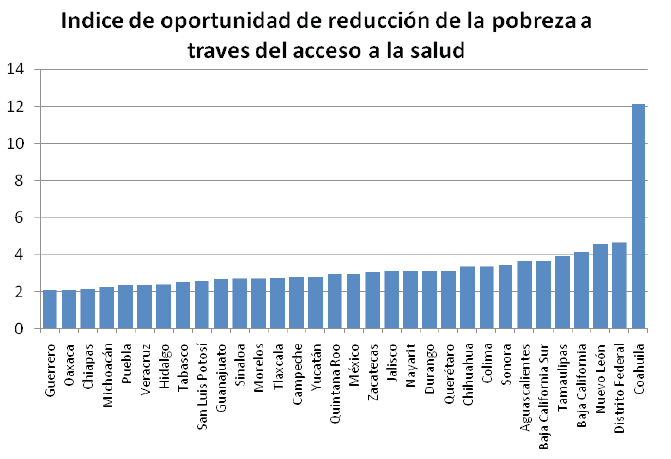 Indice de oportunidad de reducción de la pobreza a
traves del acceso a la salud
14
12
10
8
6
4
2
0
Guerrero
Oaxaca
Chiapas
Michoacán
Puebla
Veracruz
Hidalgo
Tabasco
San Luis Potosí
Guanajuato
Sinaloa
Morelos
Tlaxcala
Campeche
Yucatán
Quintana Roo
México
Zacatecas
Jalisco
Nayarit
Durango
Querétaro
Chihuahua
Colima
Sonora
Aguascalientes
Baja California Sur
Tamaulipas
Baja California
Nuevo León
Distrito Federal
Coahuila